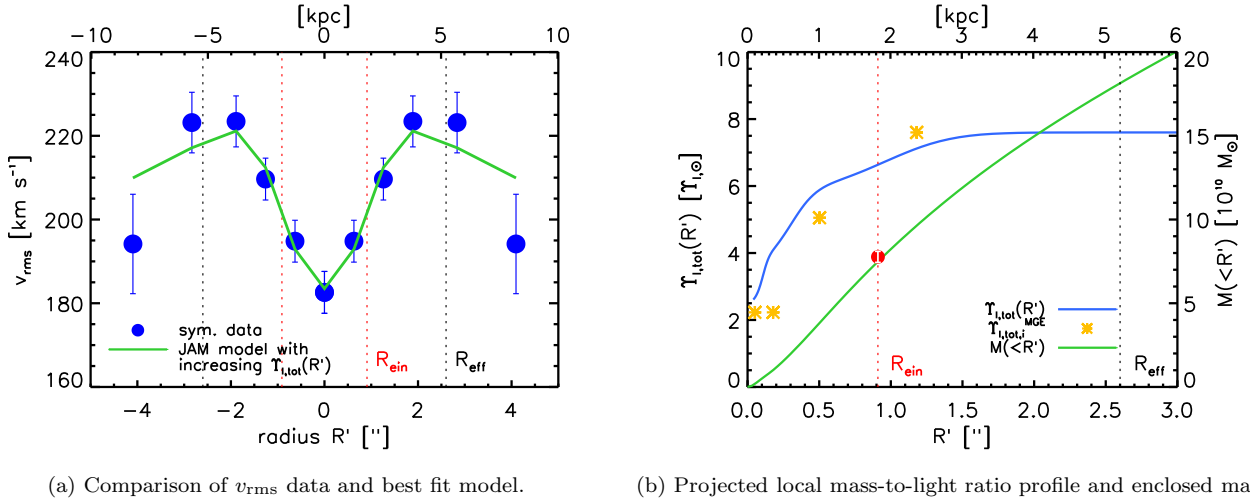 [kpc]
−10 −5 0 5 10
240
220
200
180
160
v_rms [km s⁻¹]
sym. data
JAM model with
increasing ϒ_I,tot(R')
R_ein
R_eff
−4 −2 0 2 4
radius R' ["]
(a) Comparison of v_rms data and best fit model.
[kpc]
0 1 2 3 4 5 6
10
8
6
4
2
0
ϒ_I,tot(R') [ϒ_I,⊙]
20
15
10
5
0
M(<R') [10¹⁰ M_⊙]
ϒ_I,tot(R')
ϒ_I,tot,i^MGE
M(<R')
R_ein
R_eff
0.0 0.5 1.0 1.5 2.0 2.5 3.0
R' ["]
(b) Projected local mass-to-light ratio profile and enclosed ma